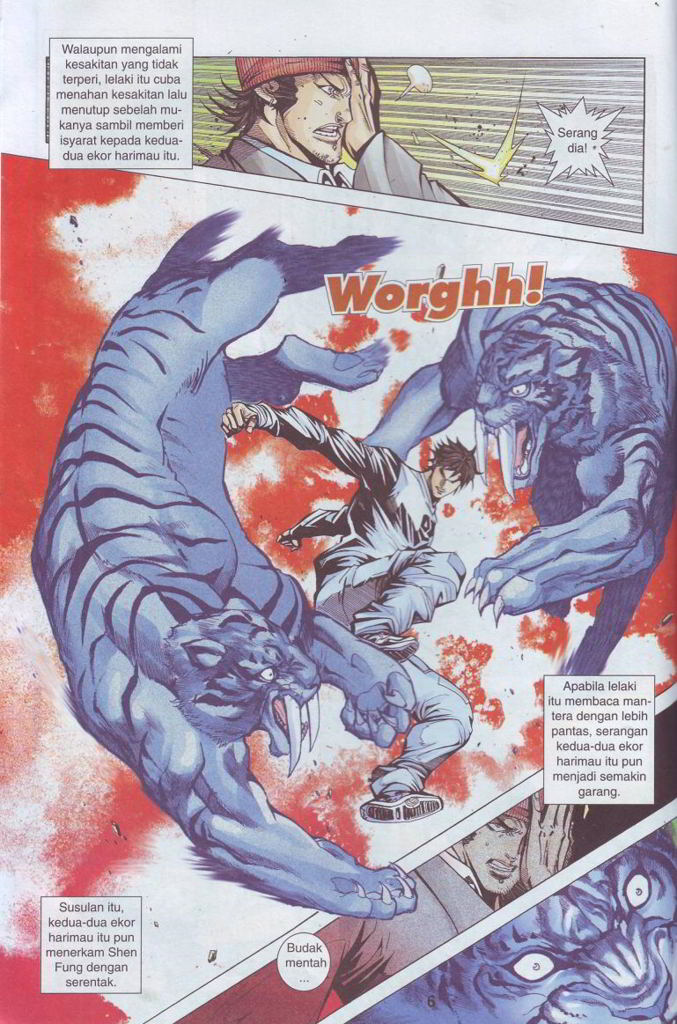 Walaupun mengalami
kesakitan yang tidak
terperi, lelaki itu cuba
menahan kesakitan lalu
menutup sebelah mu-
kanya sambil memberi
isyarat kepada kedua-
dua ekor harimau itu.
Serang
dia!
Worghh!
Apabila lelaki
itu membaca man-
tera dengan lebih
pantas, serangan
kedua-dua ekor
harimau itu pun
menjadi semakin
garang.
Susulan itu,
kedua-dua ekor
harimau itu pun
menerkam Shen
Fung dengan
serentak.
Budak
mentah
...
6